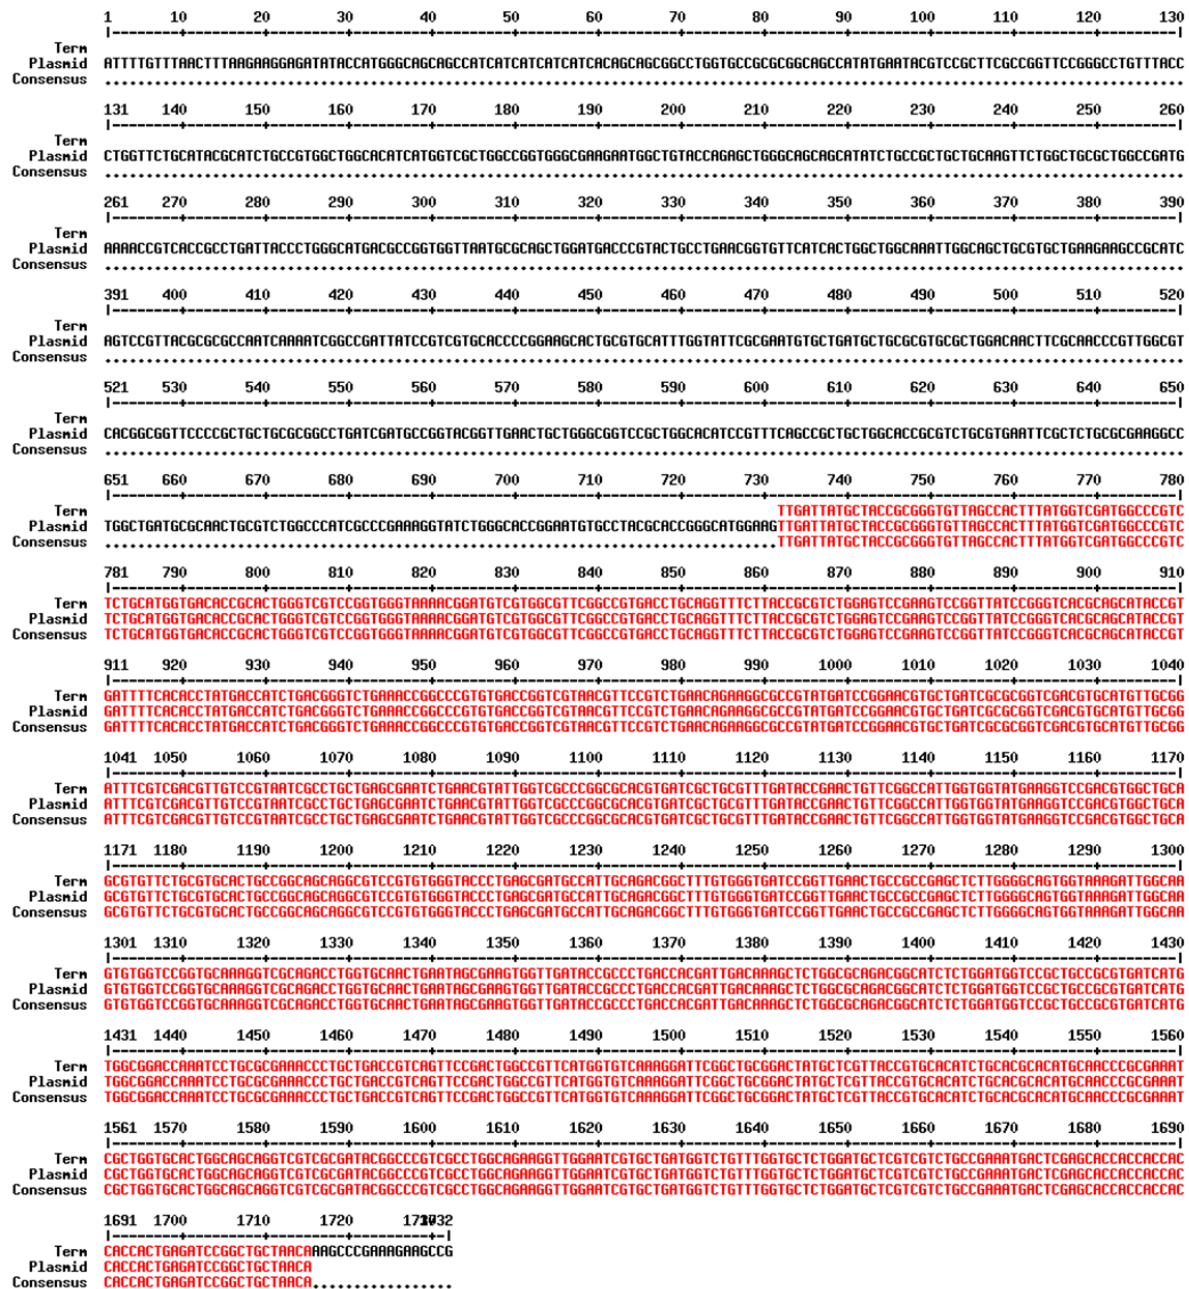 1 10 20 30 40 50 60 70 80 90 100 110 120 130
|--------+---------+---------+---------+---------+---------+---------+---------+---------+---------+---------+---------+---------|
Term
Plasmid ATTTTGTTTAACTTTAAGAAGGAGATATACCATGGGCAGCAGCCATCATCATCATCATCACAGCAGCGGCCTGGTGCCGCGCGGCAGCCATATGAATACGTCCGCTTCGCCGGTTCCGGGCCTGTTTACC
Consensus ..................................................................................................................................
131 140 150 160 170 180 190 200 210 220 230 240 250 260
|--------+---------+---------+---------+---------+---------+---------+---------+---------+---------+---------+---------+---------|
Term
Plasmid CTGGTTCTGCATACGCATCTGCCGTGGCTGGCACATCATGGTCGCTGGCCGGTGGGCGAAGAATGGCTGTACCAGAGCTGGGCAGCAGCATATCTGCCGCTGCTGCAAGTTCTGGCTGCGCTGGCCGATG
Consensus ..................................................................................................................................
261 270 280 290 300 310 320 330 340 350 360 370 380 390
|--------+---------+---------+---------+---------+---------+---------+---------+---------+---------+---------+---------+---------|
Term
Plasmid AAAACCGTCACCGCCTGATTACCCTGGGCATGACGCCGGTGGTTAATGCGCAGCTGGATGACCCGTACTGCCTGAACGGTGTTCATCACTGGCTGGCAAATTGGCAGCTGCGTGCTGAAGAAGCCGCATC
Consensus ..................................................................................................................................
391 400 410 420 430 440 450 460 470 480 490 500 510 520
|--------+---------+---------+---------+---------+---------+---------+---------+---------+---------+---------+---------+---------|
Term
Plasmid AGTCCGTTACGCGCGCCAATCAAAATCGGCCGATTATCCGTCGTGCACCCCGGAAGCACTGCGTGCATTTGGTATTCGCGAATGTGCTGATGCTGCGCGTGCGCTGGACAACTTCGCAACCCGTTGGCGT
Consensus ..................................................................................................................................
521 530 540 550 560 570 580 590 600 610 620 630 640 650
|--------+---------+---------+---------+---------+---------+---------+---------+---------+---------+---------+---------+---------|
Term
Plasmid CACGGCGGTTCCCCGCTGCTGCGCGGCCTGATCGATGCCGGTACGGTTGAACTGCTGGGCGGTCCGCTGGCACATCCGTTTCAGCCGCTGCTGGCACCGCGTCTGCGTGAATTCGCTCTGCGCGAAGGCC
Consensus ..................................................................................................................................
651 660 670 680 690 700 710 720 730 740 750 760 770 780
|--------+---------+---------+---------+---------+---------+---------+---------+---------+---------+---------+---------+---------|
Term TTGATTATGCTACCGCGGGTGTTAGCCACTTTATGGTCGATGGCCCGTC
Plasmid TGGCTGATGCGCAACTGCGTCTGGCCCATCGCCCGAAAGGTATCTGGGCACCGGAATGTGCCTACGCACCGGGCATGGAAGTTGATTATGCTACCGCGGGTGTTAGCCACTTTATGGTCGATGGCCCGTC
Consensus .................................................................................TTGATTATGCTACCGCGGGTGTTAGCCACTTTATGGTCGATGGCCCGTC
781 790 800 810 820 830 840 850 860 870 880 890 900 910
|--------+---------+---------+---------+---------+---------+---------+---------+---------+---------+---------+---------+---------|
Term TCTGCATGGTGACACCGCACTGGGTCGTCCGGTGGGTAAAACGGATGTCGTGGCGTTCGGCCGTGACCTGCAGGTTTCTTACCGCGTCTGGAGTCCGAAGTCCGGTTATCCGGGTCACGCAGCATACCGT
Plasmid TCTGCATGGTGACACCGCACTGGGTCGTCCGGTGGGTAAAACGGATGTCGTGGCGTTCGGCCGTGACCTGCAGGTTTCTTACCGCGTCTGGAGTCCGAAGTCCGGTTATCCGGGTCACGCAGCATACCGT
Consensus TCTGCATGGTGACACCGCACTGGGTCGTCCGGTGGGTAAAACGGATGTCGTGGCGTTCGGCCGTGACCTGCAGGTTTCTTACCGCGTCTGGAGTCCGAAGTCCGGTTATCCGGGTCACGCAGCATACCGT
911 920 930 940 950 960 970 980 990 1000 1010 1020 1030 1040
|--------+---------+---------+---------+---------+---------+---------+---------+---------+---------+---------+---------+---------|
Term GATTTTCACACCTATGACCATCTGACGGGTCTGAAACCGGCCCGTGTGACCGGTCGTAACGTTCCGTCTGAACAGAAGGCGCCGTATGATCCGGAACGTGCTGATCGCGCGGTCGACGTGCATGTTGCGG
Plasmid GATTTTCACACCTATGACCATCTGACGGGTCTGAAACCGGCCCGTGTGACCGGTCGTAACGTTCCGTCTGAACAGAAGGCGCCGTATGATCCGGAACGTGCTGATCGCGCGGTCGACGTGCATGTTGCGG
Consensus GATTTTCACACCTATGACCATCTGACGGGTCTGAAACCGGCCCGTGTGACCGGTCGTAACGTTCCGTCTGAACAGAAGGCGCCGTATGATCCGGAACGTGCTGATCGCGCGGTCGACGTGCATGTTGCGG
1041 1050 1060 1070 1080 1090 1100 1110 1120 1130 1140 1150 1160 1170
|--------+---------+---------+---------+---------+---------+---------+---------+---------+---------+---------+---------+---------|
Term ATTTCGTCGACGTTGTCCGTAATCGCCTGCTGAGCGAATCTGAACGTATTGGTCGCCCGGCGCACGTGATCGCTGCGTTTGATACCGAACTGTTCGGCCATTGGTGGTATGAAGGTCCGACGTGGCTGCA
Plasmid ATTTCGTCGACGTTGTCCGTAATCGCCTGCTGAGCGAATCTGAACGTATTGGTCGCCCGGCGCACGTGATCGCTGCGTTTGATACCGAACTGTTCGGCCATTGGTGGTATGAAGGTCCGACGTGGCTGCA
Consensus ATTTCGTCGACGTTGTCCGTAATCGCCTGCTGAGCGAATCTGAACGTATTGGTCGCCCGGCGCACGTGATCGCTGCGTTTGATACCGAACTGTTCGGCCATTGGTGGTATGAAGGTCCGACGTGGCTGCA
1171 1180 1190 1200 1210 1220 1230 1240 1250 1260 1270 1280 1290 1300
|--------+---------+---------+---------+---------+---------+---------+---------+---------+---------+---------+---------+---------|
Term GCGTGTTCTGCGTGCACTGCCGGCAGCAGGCGTCCGTGTGGGTACCCTGAGCGATGCCATTGCAGACGGCTTTGTGGGTGATCCGGTTGAACTGCCGCCGAGCTCTTGGGGCAGTGGTAAAGATTGGCAA
Plasmid GCGTGTTCTGCGTGCACTGCCGGCAGCAGGCGTCCGTGTGGGTACCCTGAGCGATGCCATTGCAGACGGCTTTGTGGGTGATCCGGTTGAACTGCCGCCGAGCTCTTGGGGCAGTGGTAAAGATTGGCAA
Consensus GCGTGTTCTGCGTGCACTGCCGGCAGCAGGCGTCCGTGTGGGTACCCTGAGCGATGCCATTGCAGACGGCTTTGTGGGTGATCCGGTTGAACTGCCGCCGAGCTCTTGGGGCAGTGGTAAAGATTGGCAA
1301 1310 1320 1330 1340 1350 1360 1370 1380 1390 1400 1410 1420 1430
|--------+---------+---------+---------+---------+---------+---------+---------+---------+---------+---------+---------+---------|
Term GTGTGGTCCGGTGCAAAGGTCGCAGACCTGGTGCAACTGAATAGCGAAGTGGTTGATACCGCCCTGACCACGATTGACAAAGCTCTGGCGCAGACGGCATCTCTGGATGGTCCGCTGCCGCGTGATCATG
Plasmid GTGTGGTCCGGTGCAAAGGTCGCAGACCTGGTGCAACTGAATAGCGAAGTGGTTGATACCGCCCTGACCACGATTGACAAAGCTCTGGCGCAGACGGCATCTCTGGATGGTCCGCTGCCGCGTGATCATG
Consensus GTGTGGTCCGGTGCAAAGGTCGCAGACCTGGTGCAACTGAATAGCGAAGTGGTTGATACCGCCCTGACCACGATTGACAAAGCTCTGGCGCAGACGGCATCTCTGGATGGTCCGCTGCCGCGTGATCATG
1431 1440 1450 1460 1470 1480 1490 1500 1510 1520 1530 1540 1550 1560
|--------+---------+---------+---------+---------+---------+---------+---------+---------+---------+---------+---------+---------|
Term TGGCGGACCAAATCCTGCGCGAAACCCTGCTGACCGTCAGTTCCGACTGGCCGTTCATGGTGTCAAAGGATTCGGCTGCGGACTATGCTCGTTACCGTGCACATCTGCACGCACATGCAACCCGCGAAAT
Plasmid TGGCGGACCAAATCCTGCGCGAAACCCTGCTGACCGTCAGTTCCGACTGGCCGTTCATGGTGTCAAAGGATTCGGCTGCGGACTATGCTCGTTACCGTGCACATCTGCACGCACATGCAACCCGCGAAAT
Consensus TGGCGGACCAAATCCTGCGCGAAACCCTGCTGACCGTCAGTTCCGACTGGCCGTTCATGGTGTCAAAGGATTCGGCTGCGGACTATGCTCGTTACCGTGCACATCTGCACGCACATGCAACCCGCGAAAT
1561 1570 1580 1590 1600 1610 1620 1630 1640 1650 1660 1670 1680 1690
|--------+---------+---------+---------+---------+---------+---------+---------+---------+---------+---------+---------+---------|
Term CGCTGGTGCACTGGCAGCAGGTCGTCGCGATACGGCCCGTCGCCTGGCAGAAGGTTGGAATCGTGCTGATGGTCTGTTTGGTGCTCTGGATGCTCGTCGTCTGCCGAAATGACTCGAGCACCACCACCAC
Plasmid CGCTGGTGCACTGGCAGCAGGTCGTCGCGATACGGCCCGTCGCCTGGCAGAAGGTTGGAATCGTGCTGATGGTCTGTTTGGTGCTCTGGATGCTCGTCGTCTGCCGAAATGACTCGAGCACCACCACCAC
Consensus CGCTGGTGCACTGGCAGCAGGTCGTCGCGATACGGCCCGTCGCCTGGCAGAAGGTTGGAATCGTGCTGATGGTCTGTTTGGTGCTCTGGATGCTCGTCGTCTGCCGAAATGACTCGAGCACCACCACCAC
1691 1700 1710 1720 1732
|--------+---------+---------+---------+-|
Term CACCACTGAGATCCGGCTGCTAACAAAGCCCGAAAGAAGCCG
Plasmid CACCACTGAGATCCGGCTGCTAACA
Consensus CACCACTGAGATCCGGCTGCTAACA.................